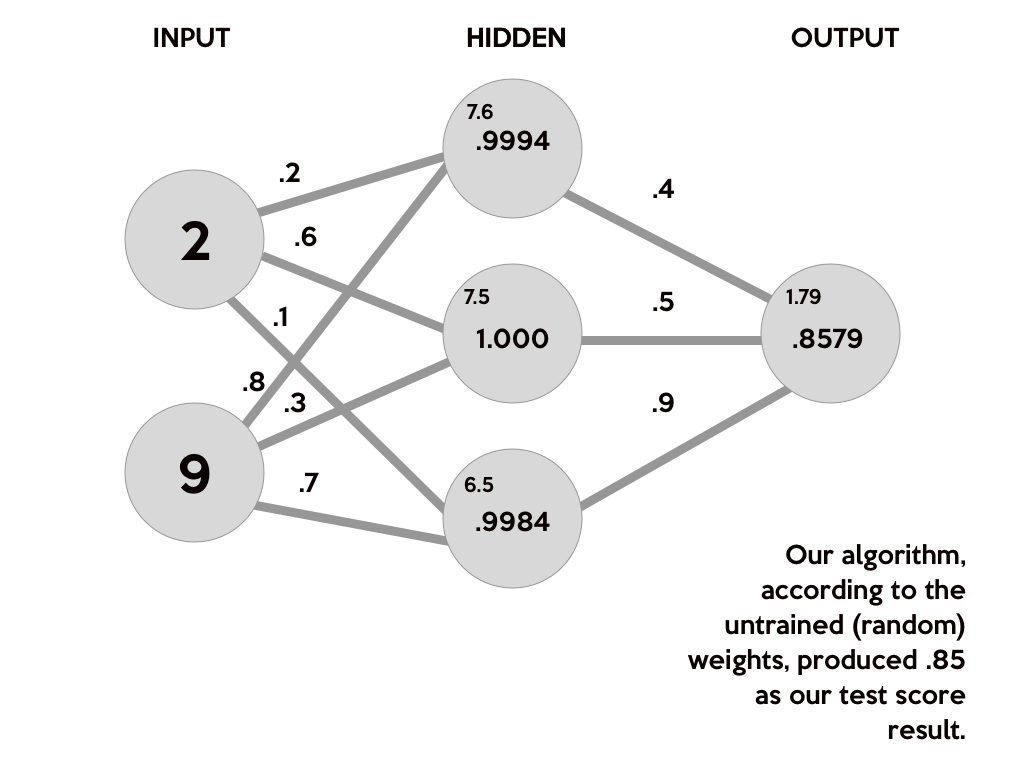 INPUT
HIDDEN
OUTPUT
7.6
.9994
.2
.4
2
.6
7.5
1.000
.5
1.79
.8579
.1
.8
.3
.9
9
.7
6.5
.9984
Our algorithm,
according to the
untrained (random)
weights, produced .85
as our test score
result.